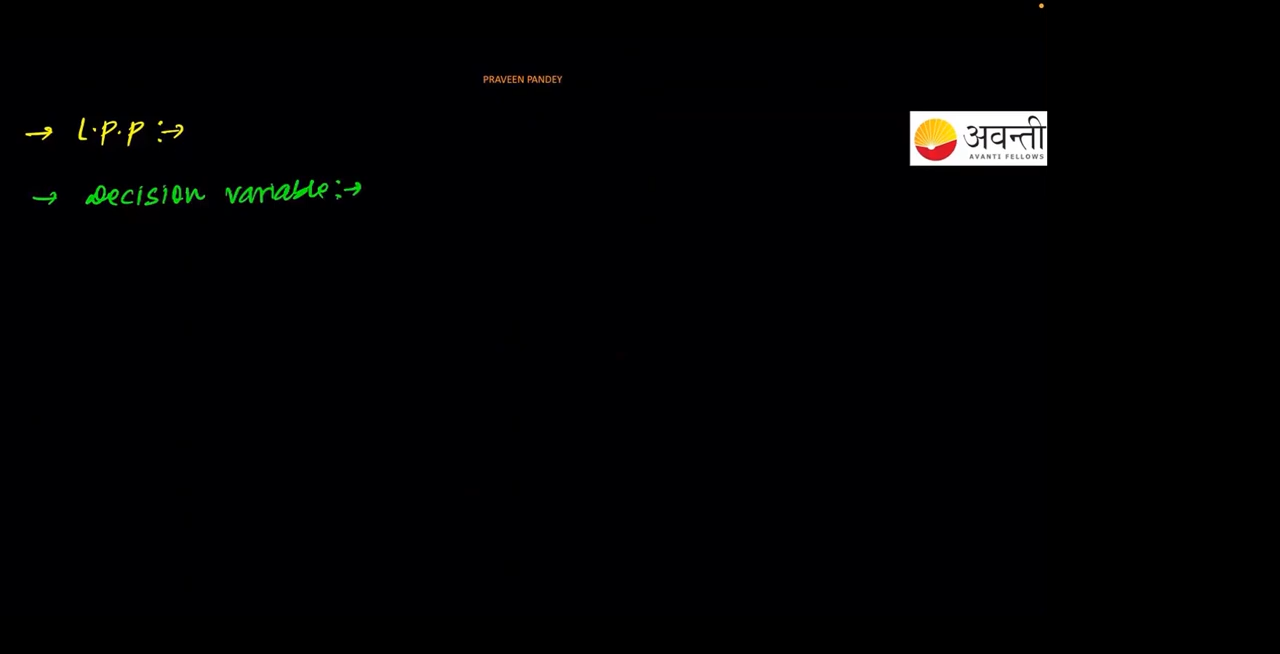 PRAVEEN PANDEY
→ L.P.P :→
अवन्ती
AVANTI FELLOWS
→ Decision variable :→